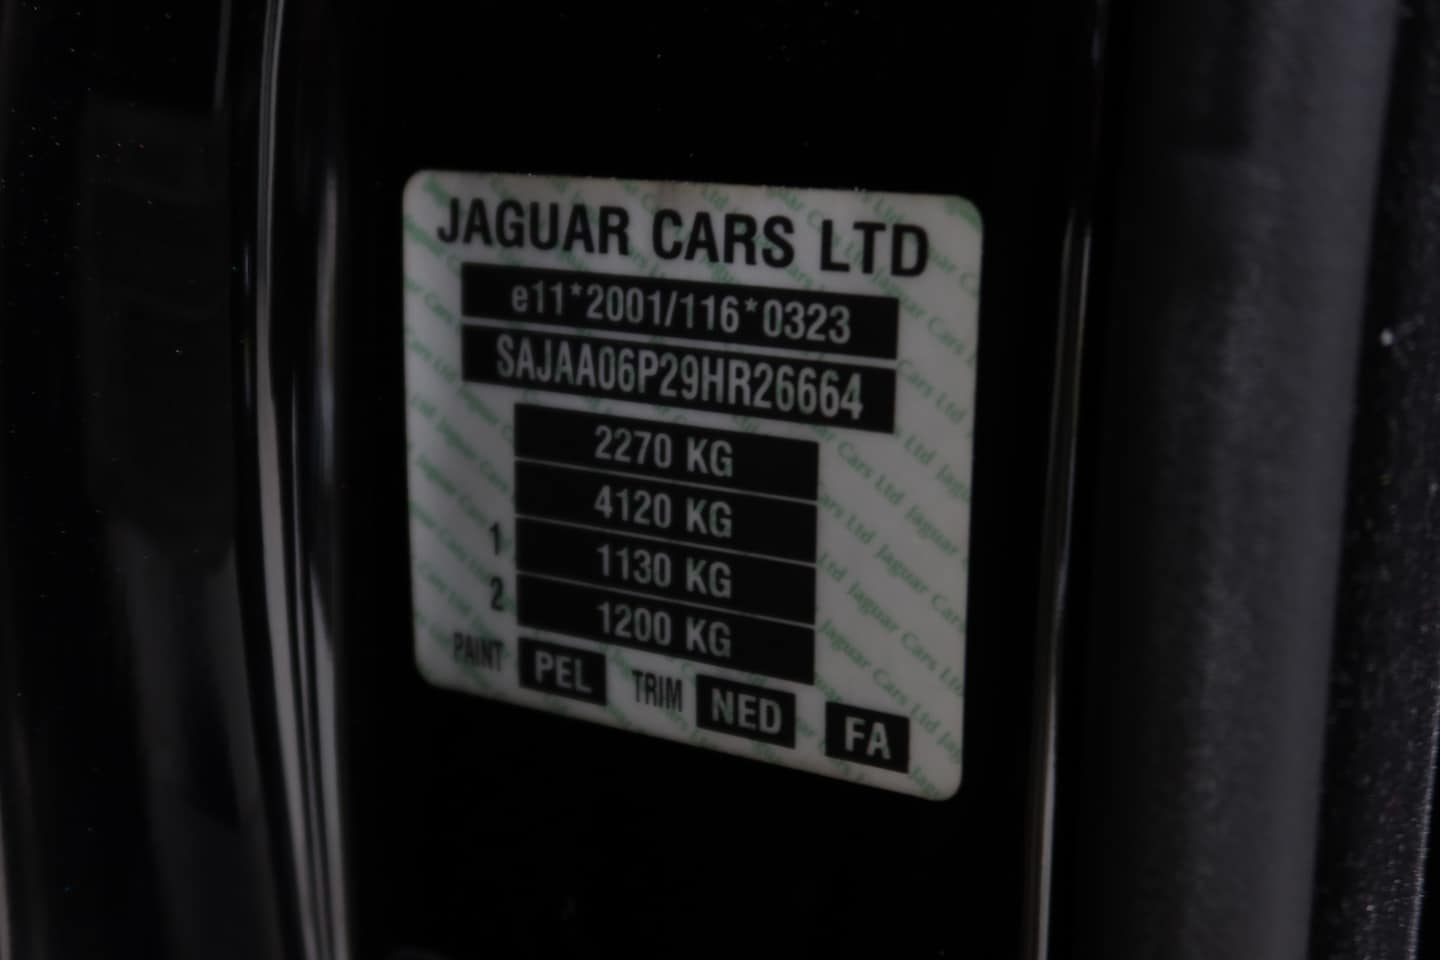 JAGUAR CARS LTD
e11*2001/116*0323
SAJAA06P29HR26664
2270 KG
4120 KG
1 1130 KG
2 1200 KG
PAINT PEL TRIM NED FA